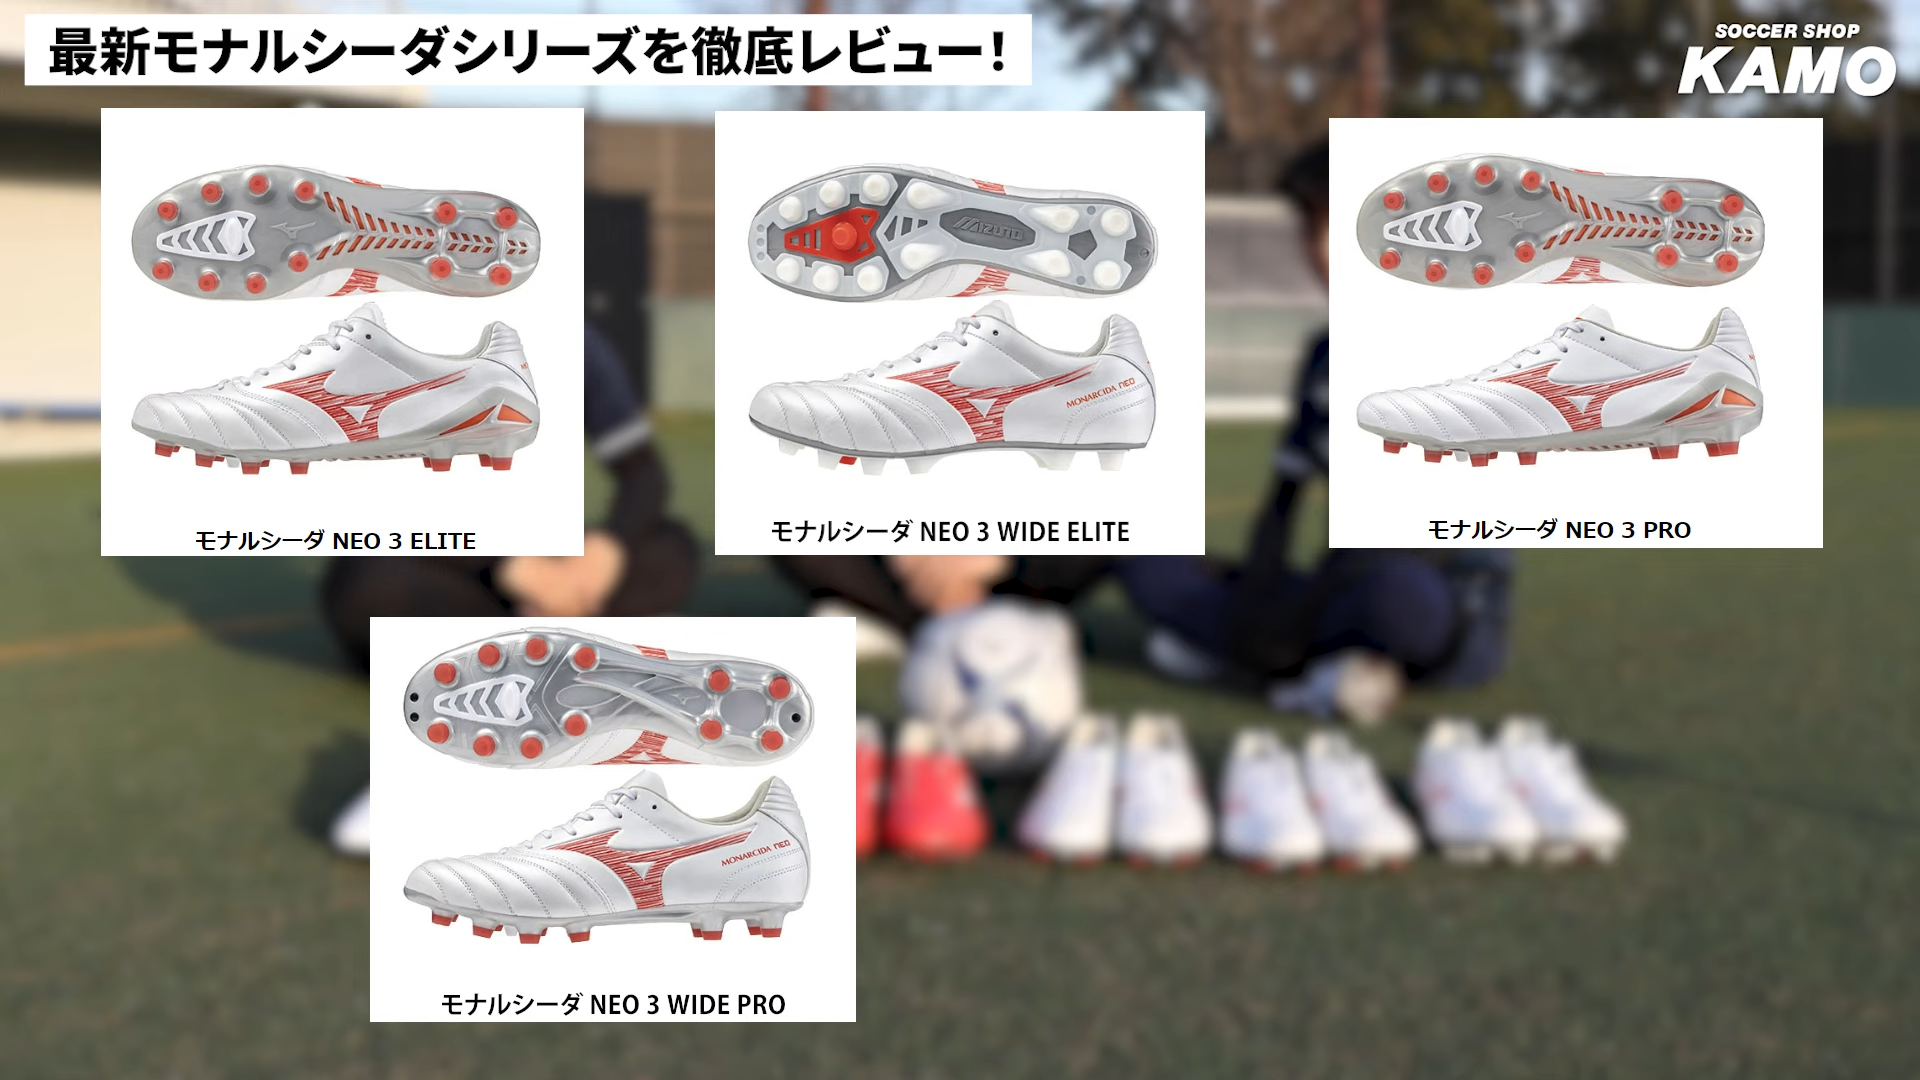 最新モナルシーダシリーズを徹底レビュー!
SOCCER SHOP
KAMO
MIZUNO
MONARCIDA NEO
モナルシーダ NEO 3 ELITE
モナルシーダ NEO 3 WIDE ELITE
モナルシーダ NEO 3 PRO
MONARCIDA NEO
モナルシーダ NEO 3 WIDE PRO